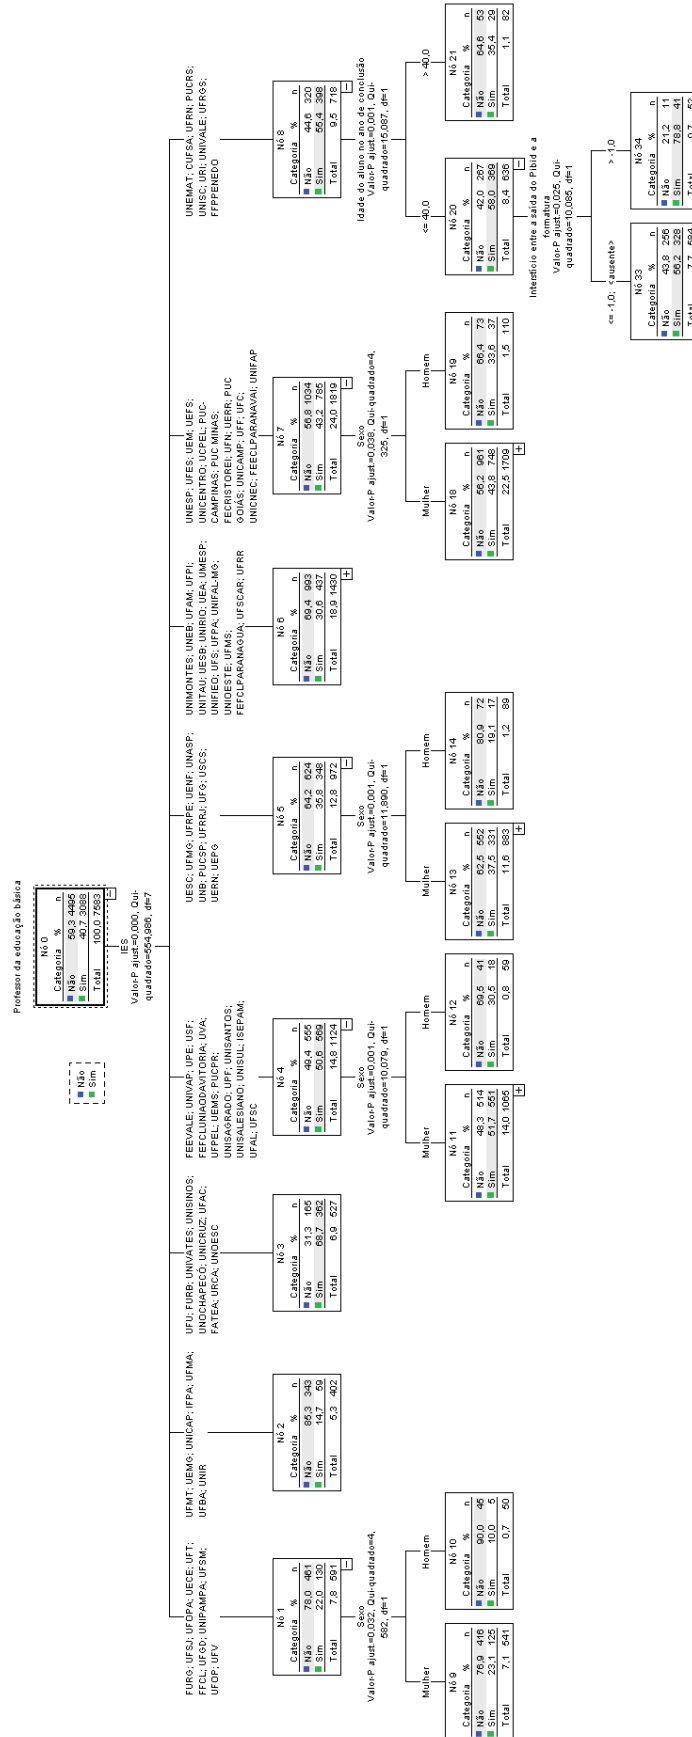 Professor da educação básica
Nó 0
Categoria % n
Não 59,3 4495
Sim 40,7 3088
Total 100,0 7583
Não
Sim
IES
Valor-P ajust.=0,000, Qui-
quadrado=554,986, df=7
FURG; UFSJ; UFOPA; UECE; UFT;
FFCL; UFGD; UNIPAMPA; UFSM;
UFOP; UFV
Nó 1
Categoria % n
Não 78,0 461
Sim 22,0 130
Total 7,8 591
Sexo
Valor-P ajust.=0,032, Qui-quadrado=4,
582, df=1
Mulher
Nó 9
Categoria % n
Não 76,9 416
Sim 23,1 125
Total 7,1 541
Homem
Nó 10
Categoria % n
Não 90,0 45
Sim 10,0 5
Total 0,7 50
UFMT; UEMG; UNICAP; IFPA; UFMA;
UFBA; UNIR
Nó 2
Categoria % n
Não 85,3 343
Sim 14,7 59
Total 5,3 402
UFU; FURB; UNIVATES; UNISINOS;
UNOCHAPECÓ; UNICRUZ; UFAC;
FATEA; URCA; UNOESC
Nó 3
Categoria % n
Não 31,3 165
Sim 68,7 362
Total 6,9 527
FEEVALE; UNIVAP; UPE; USF;
FEFCLUNIAODAVITORIA; UVA;
UFPEL; UEMS; PUCPR;
UNISAGRADO; UPF; UNISANTOS;
UNISALESIANO; UNISUL; ISEPAM;
UFAL; UFSC
Nó 4
Categoria % n
Não 49,4 555
Sim 50,6 569
Total 14,8 1124
Sexo
Valor-P ajust.=0,001, Qui-
quadrado=10,079, df=1
Mulher
Nó 11
Categoria % n
Não 48,3 514
Sim 51,7 551
Total 14,0 1065
Homem
Nó 12
Categoria % n
Não 69,5 41
Sim 30,5 18
Total 0,8 59
UESC; UFMG; UFRPE; UENF; UNASP;
UNB; PUCSP; UFRRJ; UFG; USCS;
UERN; UEPG
Nó 5
Categoria % n
Não 64,2 624
Sim 35,8 348
Total 12,8 972
Sexo
Valor-P ajust.=0,001, Qui-
quadrado=11,890, df=1
Mulher
Nó 13
Categoria % n
Não 62,5 552
Sim 37,5 331
Total 11,6 883
Homem
Nó 14
Categoria % n
Não 80,9 72
Sim 19,1 17
Total 1,2 89
UNIMONTES; UNEB; UFAM; UFPI;
UNITAU; UESB; UNIRIO; UEA; UMESP;
UNIFIEO; UFS; UFPA; UNIFAL-MG;
UNIOESTE; UFMS;
FEFCLPARANAGUA; UFSCAR; UFRR
Nó 6
Categoria % n
Não 69,4 993
Sim 30,6 437
Total 18,9 1430
UNESP; UFES; UEM; UEFS;
UNICENTRO; UCPEL; PUC-
CAMPINAS; PUC MINAS;
FECRISTOREI; UFN; UERR; PUC
GOIÁS; UNICAMP; UFF; UFC;
UNICNEC; FEECLPARANAVAI; UNIFAP
Nó 7
Categoria % n
Não 56,8 1034
Sim 43,2 785
Total 24,0 1819
Sexo
Valor-P ajust.=0,038, Qui-quadrado=4,
325, df=1
Mulher
Nó 18
Categoria % n
Não 56,2 961
Sim 43,8 748
Total 22,5 1709
Homem
Nó 19
Categoria % n
Não 66,4 73
Sim 33,6 37
Total 1,5 110
UNEMAT; CUFSA; UFRN; PUCRS;
UNISC; URI; UNIVALE; UFRGS;
FFPPENEDO
Nó 8
Categoria % n
Não 44,6 320
Sim 55,4 398
Total 9,5 718
Idade do aluno no ano de conclusão
Valor-P ajust.=0,001, Qui-
quadrado=15,087, df=1
<= 40,0
Nó 20
Categoria % n
Não 42,0 267
Sim 58,0 369
Total 8,4 636
> 40,0
Nó 21
Categoria % n
Não 64,6 53
Sim 35,4 29
Total 1,1 82
Interstício entre a saída do Pibid e a
formatura
Valor-P ajust.=0,025, Qui-
quadrado=10,085, df=1
<= -1,0; <ausente>
Nó 33
Categoria % n
Não 43,8 256
Sim 56,2 328
Total 7,7 584
> -1,0
Nó 34
Categoria % n
Não 21,2 11
Sim 78,8 41
Total 0,7 52